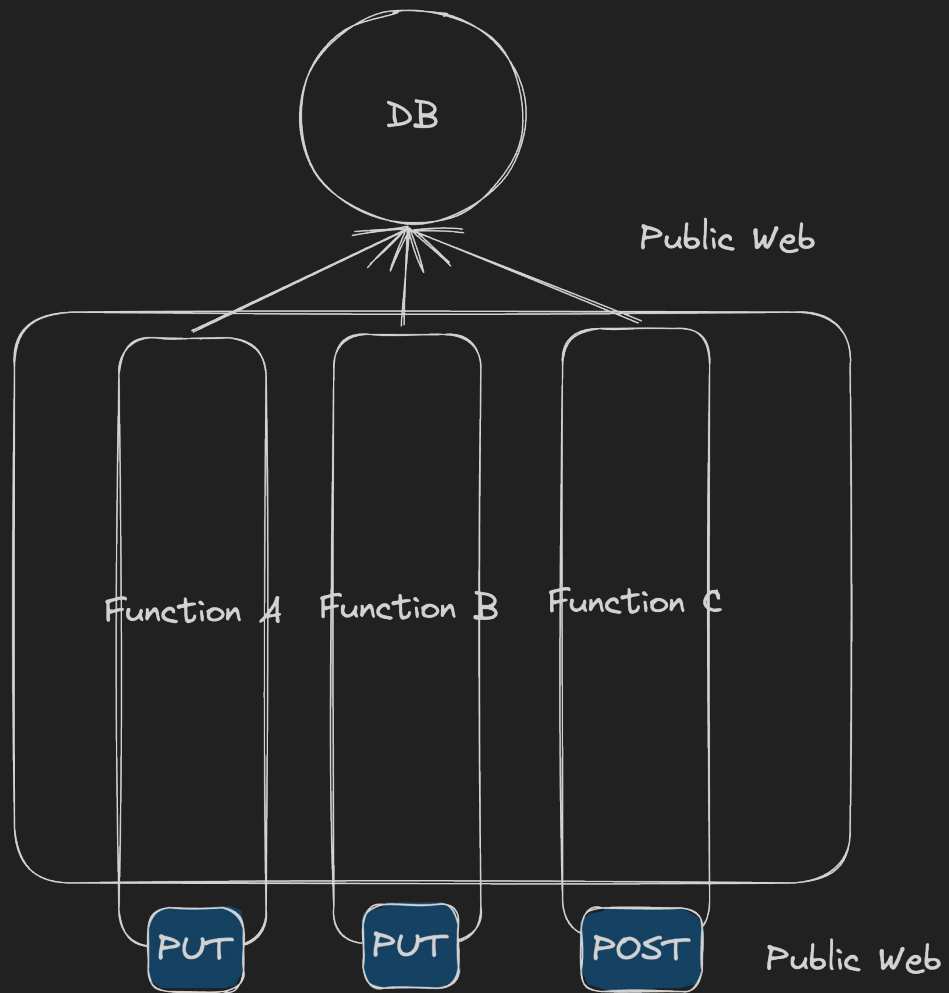 DB
Public Web
Function A
Function B
Function C
PUT
PUT
POST
Public Web